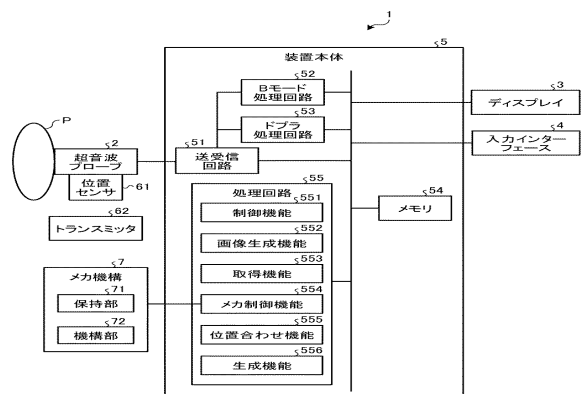 1
5
装置本体
52
Bモード
処理回路
3
ディスプレイ
53
ドプラ
処理回路
P
2
超音波
プローブ
51
送受信
回路
4
入力インター
フェース
位置
センサ
61
55
処理回路
54
メモリ
551
制御機能
62
トランスミッタ
552
画像生成機能
553
取得機能
7
メカ機構
71
保持部
554
メカ制御機能
72
機構部
555
位置合わせ機能
556
生成機能